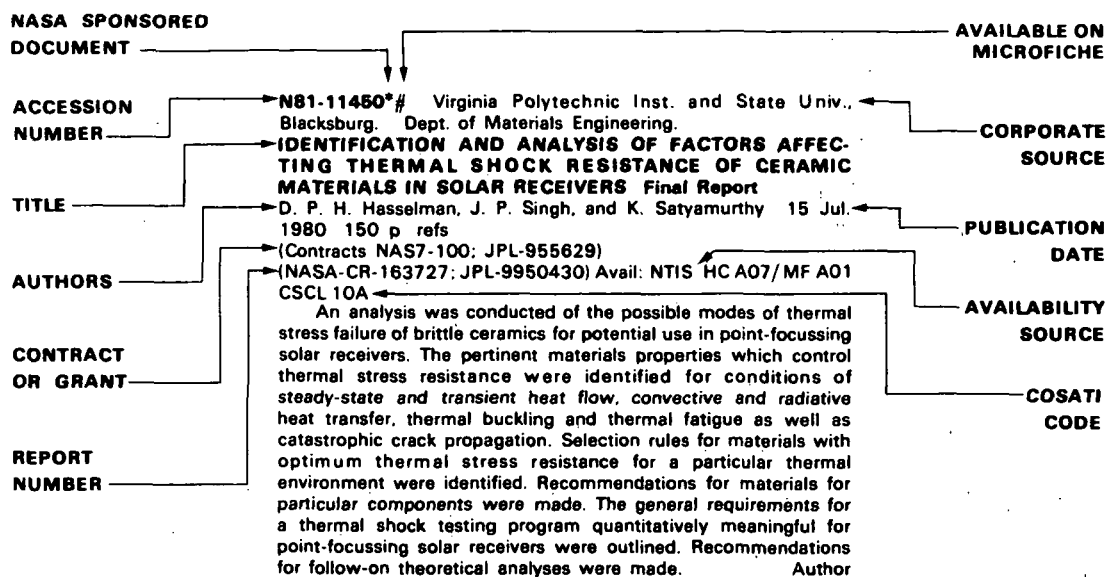 NASA SPONSORED
DOCUMENT
AVAILABLE ON
MICROFICHE
ACCESSION
NUMBER
N81-11450*# Virginia Polytechnic Inst. and State Univ.,
Blacksburg. Dept. of Materials Engineering.
CORPORATE
SOURCE
TITLE
IDENTIFICATION AND ANALYSIS OF FACTORS AFFEC-
TING THERMAL SHOCK RESISTANCE OF CERAMIC
MATERIALS IN SOLAR RECEIVERS Final Report
AUTHORS
D. P. H. Hasselman, J. P. Singh, and K. Satyamurthy 15 Jul.
1980 150 p refs
PUBLICATION
DATE
CONTRACT
OR GRANT
(Contracts NAS7-100; JPL-955629)
REPORT
NUMBER
(NASA-CR-163727; JPL-9950430) Avail: NTIS HC A07/MF A01
AVAILABILITY
SOURCE
CSCL 10A
COSATI
CODE
An analysis was conducted of the possible modes of thermal
stress failure of brittle ceramics for potential use in point-focussing
solar receivers. The pertinent materials properties which control
thermal stress resistance were identified for conditions of
steady-state and transient heat flow, convective and radiative
heat transfer, thermal buckling and thermal fatigue as well as
catastrophic crack propagation. Selection rules for materials with
optimum thermal stress resistance for a particular thermal
environment were identified. Recommendations for materials for
particular components were made. The general requirements for
a thermal shock testing program quantitatively meaningful for
point-focussing solar receivers were outlined. Recommendations
for follow-on theoretical analyses were made. Author